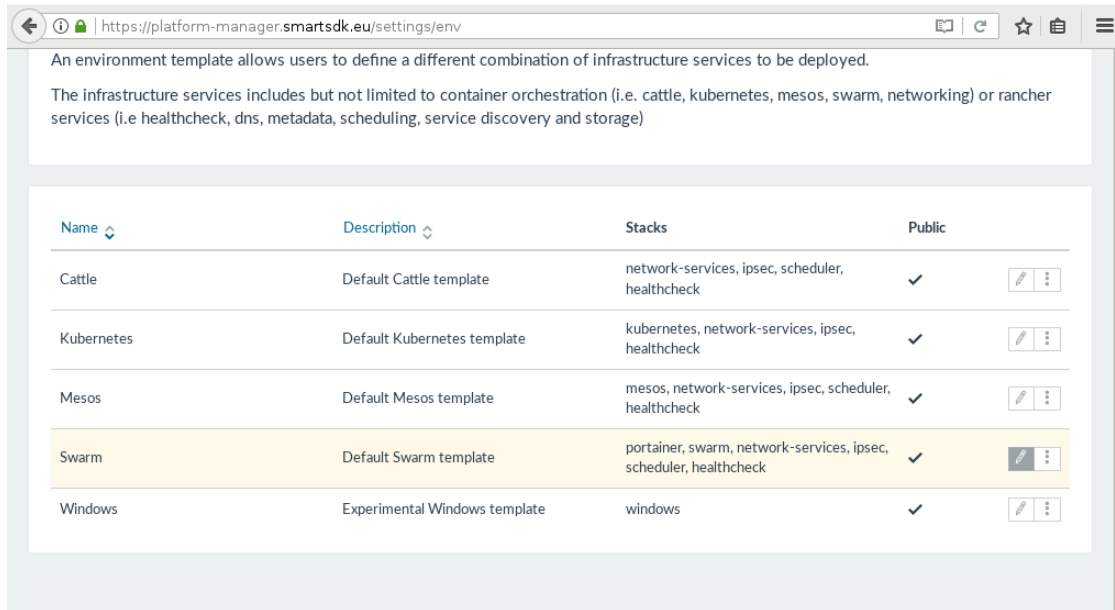 https://platform-manager.smartsdk.eu/settings/env
An environment template allows users to define a different combination of infrastructure services to be deployed.
The infrastructure services includes but not limited to container orchestration (i.e. cattle, kubernetes, mesos, swarm, networking) or rancher
services (i.e healthcheck, dns, metadata, scheduling, service discovery and storage)
Name Description Stacks Public
Cattle Default Cattle template network-services, ipsec, scheduler,
healthcheck
Kubernetes Default Kubernetes template kubernetes, network-services, ipsec,
healthcheck
Mesos Default Mesos template mesos, network-services, ipsec, scheduler,
healthcheck
Swarm Default Swarm template portainer, swarm, network-services, ipsec,
scheduler, healthcheck
Windows Experimental Windows template windows